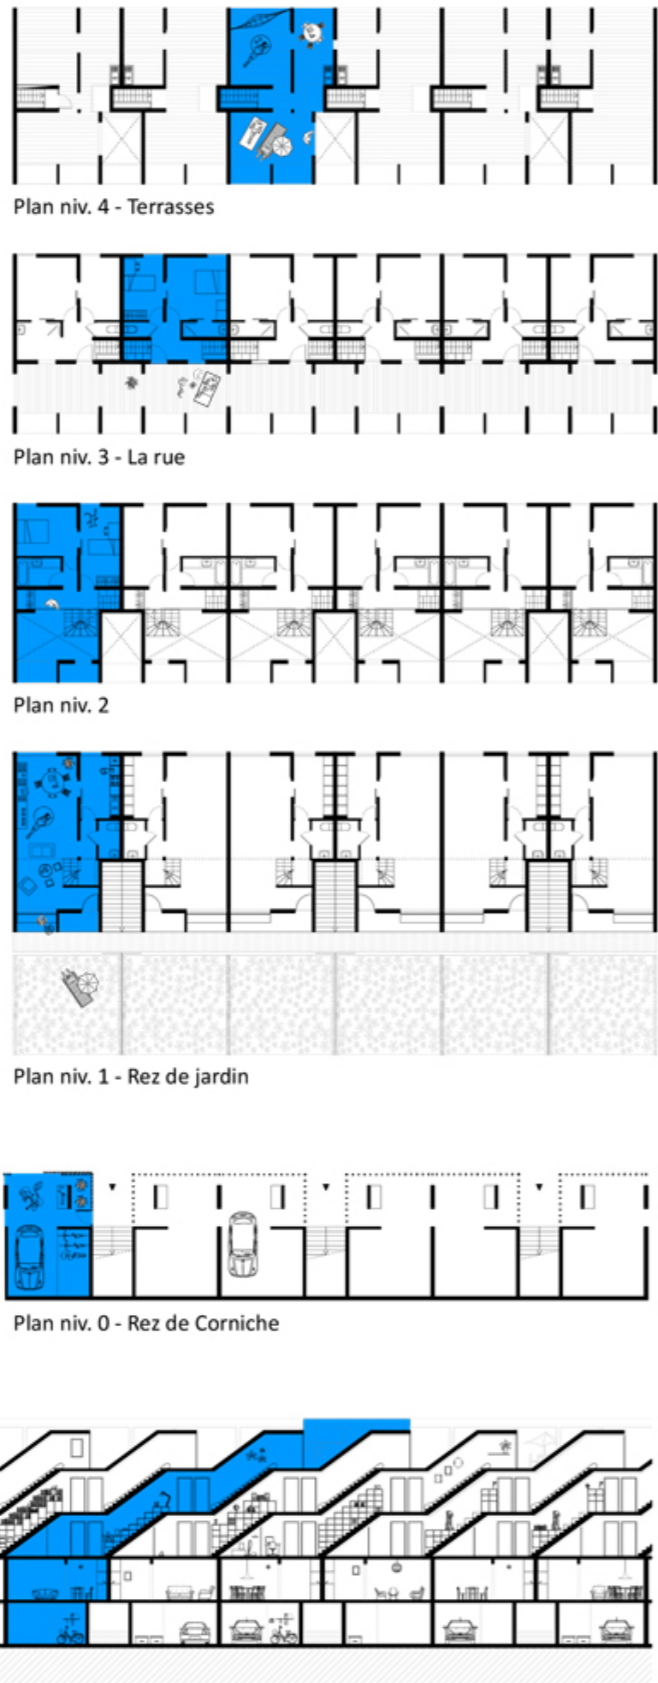 Plan niv. 4 - Terrasses
Plan niv. 3 - La rue
Plan niv. 2
Plan niv. 1 - Rez de jardin
Plan niv. 0 - Rez de Corniche